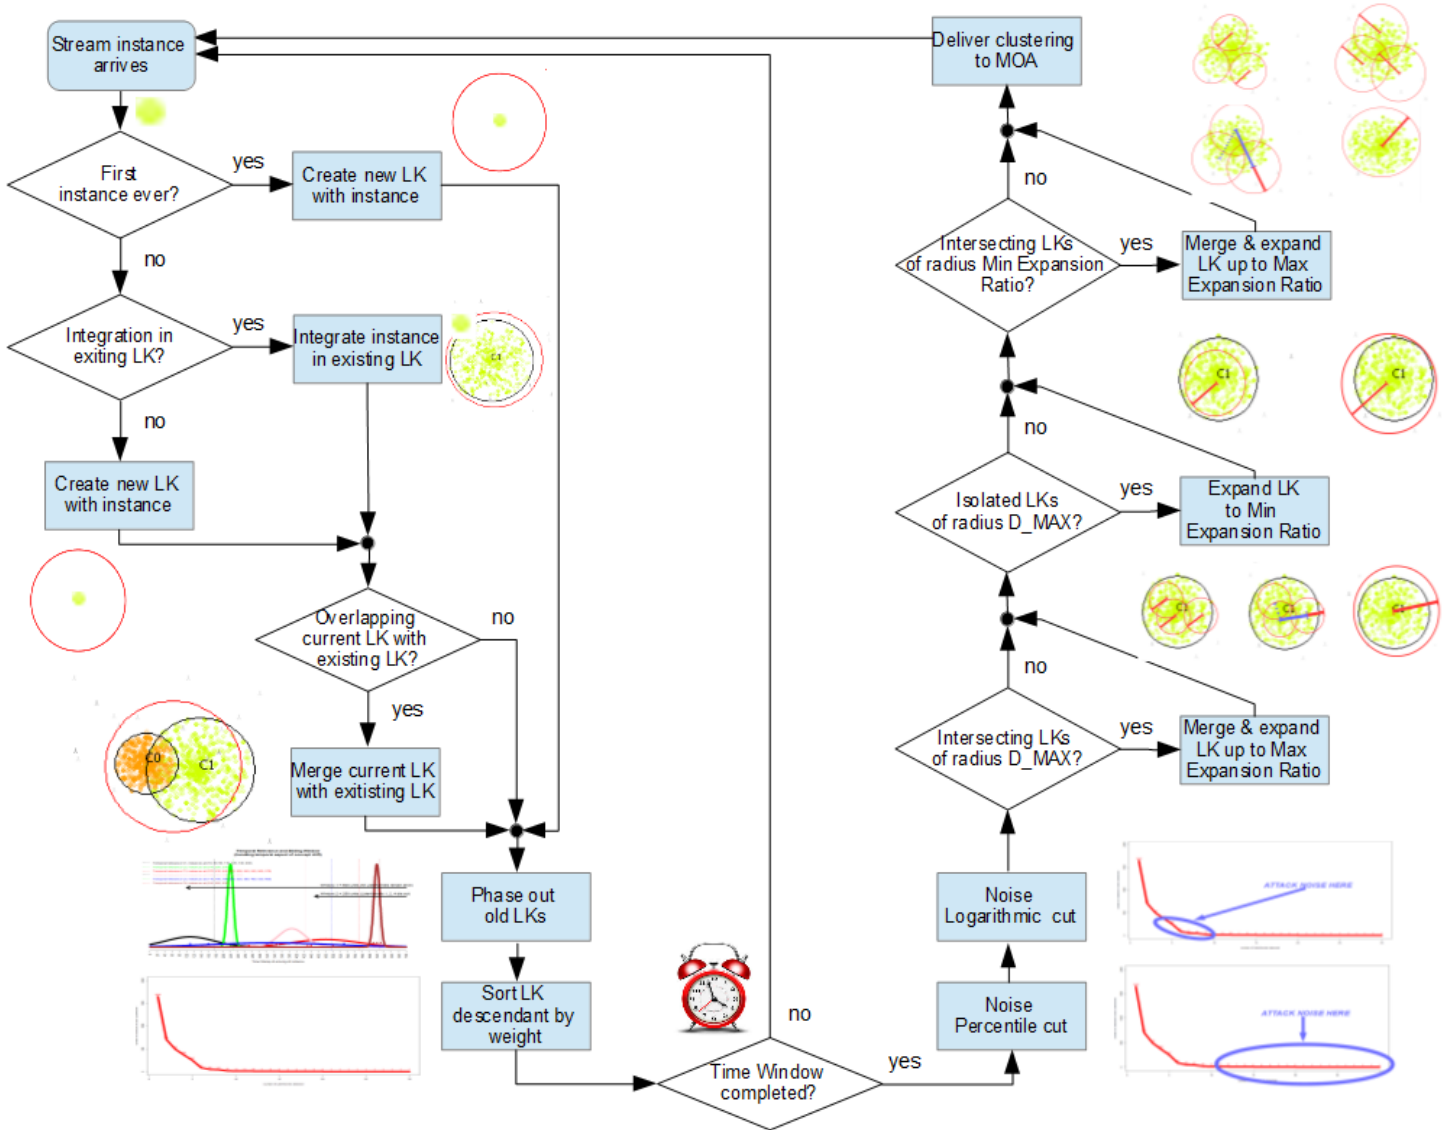 Stream instance
arrives
First
instance ever?
yes
Create new LK
with instance
no
Integration in
exiting LK?
yes
Integrate instance
in existing LK
C1
no
Create new LK
with instance
Overlapping
current LK with
existing LK?
no
yes
C0
C1
Merge current LK
with exitisting LK
Phase out
old LKs
Sort LK
descendant by
weight
Time Window
completed?
no
yes
Noise
Percentile cut
ATTACK NOISE HERE
Noise
Logarithmic cut
ATTACK NOISE HERE
Intersecting LKs
of radius D_MAX?
yes
Merge & expand
LK up to Max
Expansion Ratio
C1
C1
C1
no
Isolated LKs
of radius D_MAX?
yes
Expand LK
to Min
Expansion Ratio
C1
C1
no
Intersecting LKs
of radius Min Expansion
Ratio?
yes
Merge & expand
LK up to Max
Expansion Ratio
no
Deliver clustering
to MOA